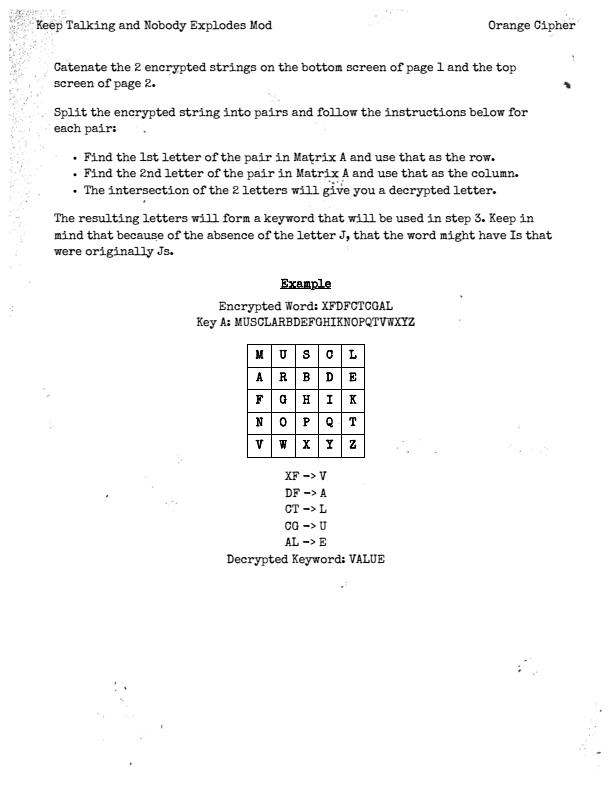 Keep Talking and Nobody Explodes Mod Orange Cipher
Catenate the 2 encrypted strings on the bottom screen of page 1 and the top
screen of page 2.
Split the encrypted string into pairs and follow the instructions below for
each pair:
• Find the 1st letter of the pair in Matrix A and use that as the row.
• Find the 2nd letter of the pair in Matrix A and use that as the column.
• The intersection of the 2 letters will give you a decrypted letter.
The resulting letters will form a keyword that will be used in step 3. Keep in
mind that because of the absence of the letter J, that the word might have Is that
were originally Js.
Example
Encrypted Word: XFDFCTCGAL
Key A: MUSCLARBDEFGHIKNOPQTVWXYZ
M U S C L
A R B D E
F G H I K
N O P Q T
V W X Y Z
XF -> V
DF -> A
CT -> L
CG -> U
AL -> E
Decrypted Keyword: VALUE